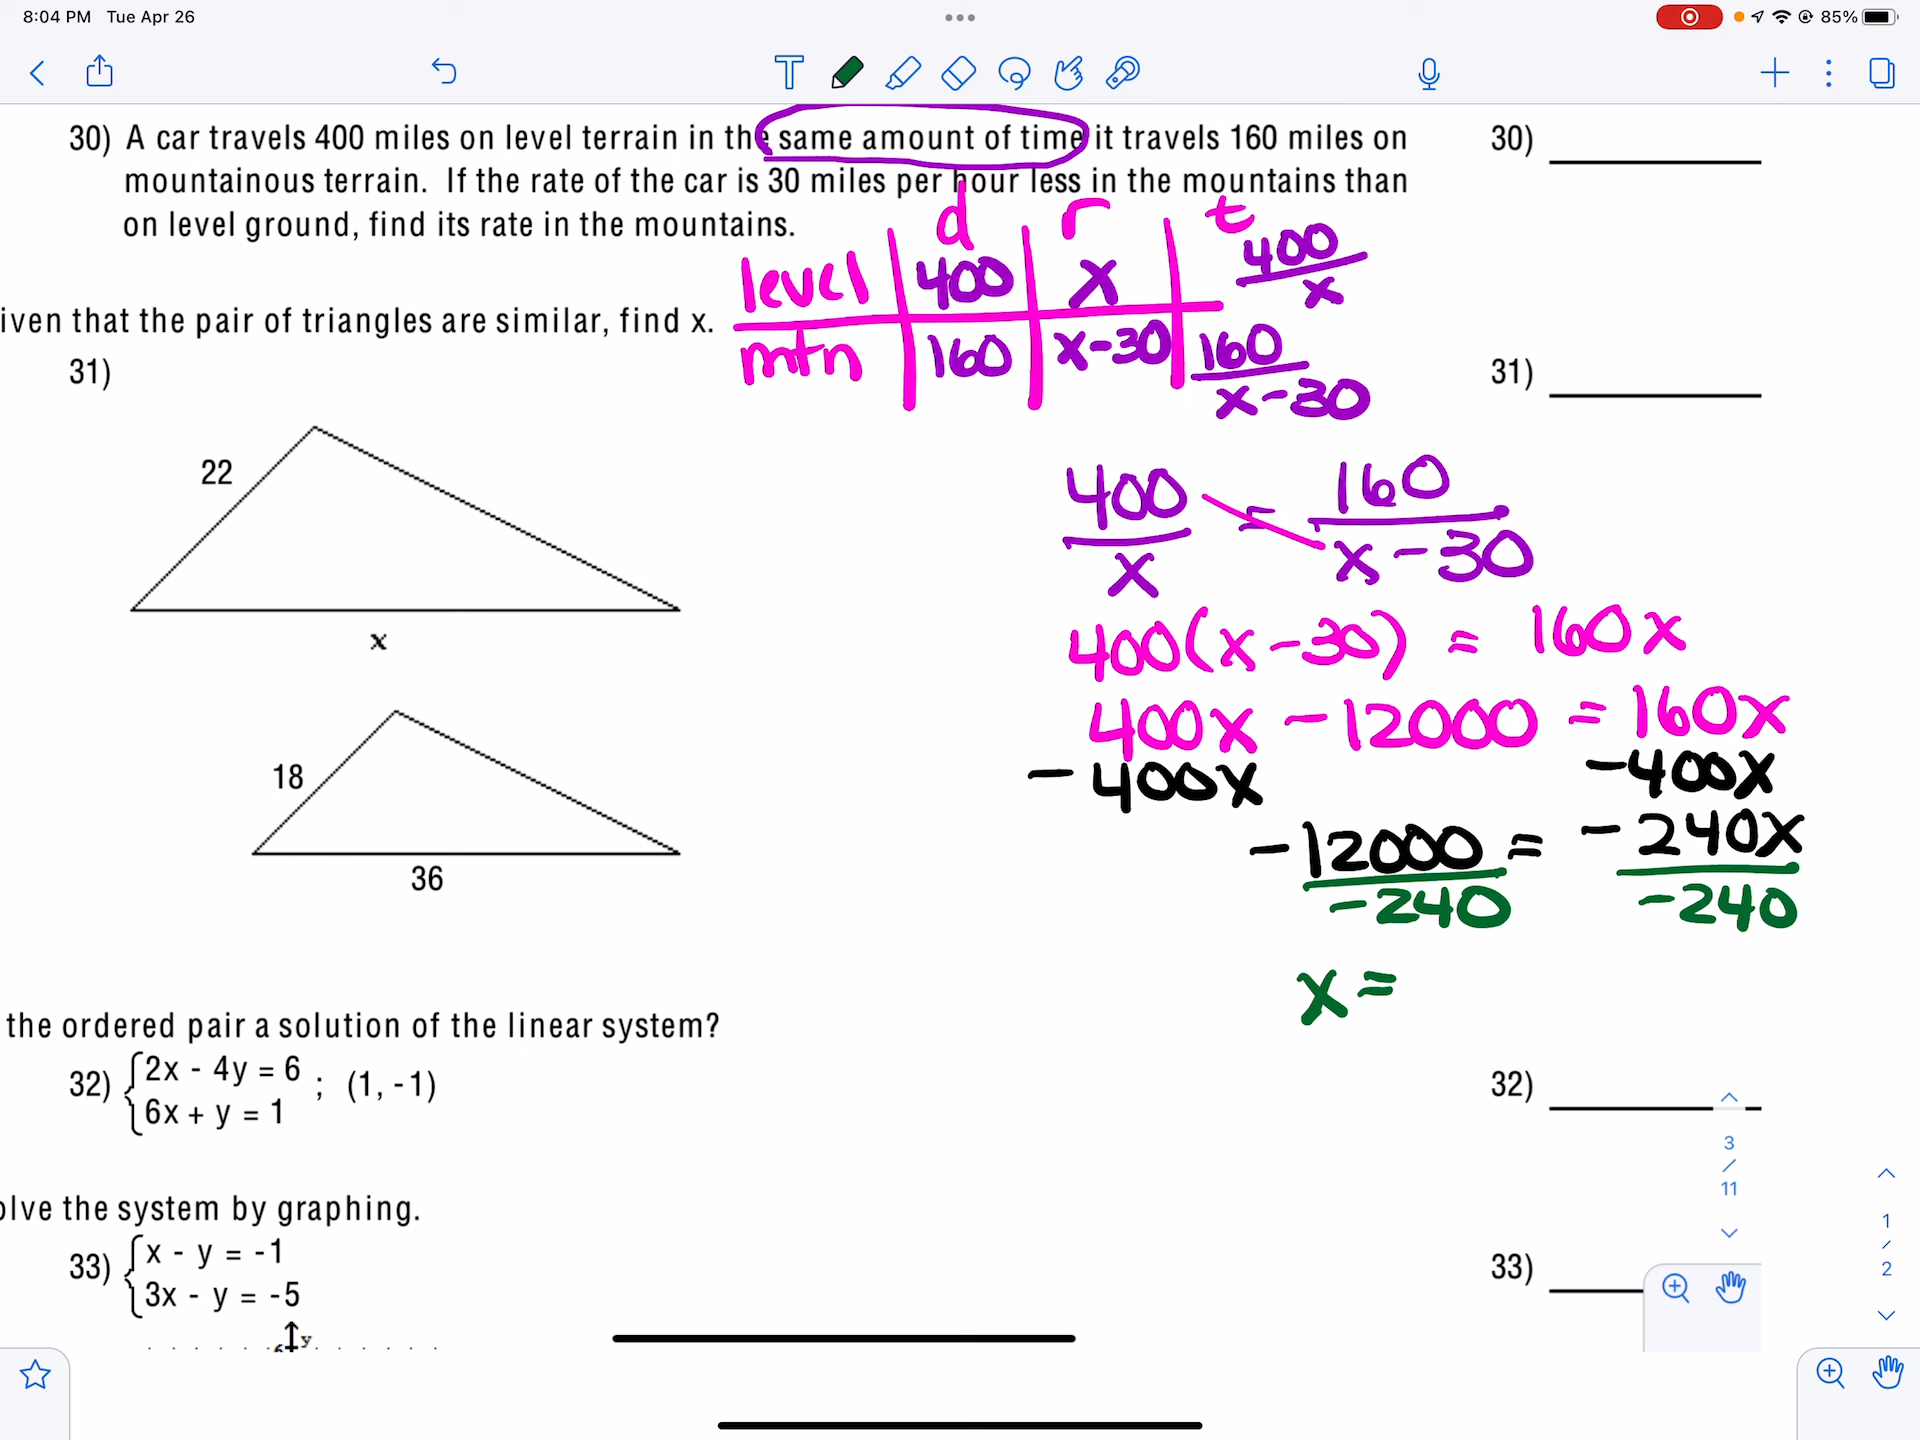 8:04 PM Tue Apr 26
85%
30) A car travels 400 miles on level terrain in the same amount of time it travels 160 miles on
mountainous terrain. If the rate of the car is 30 miles per hour less in the mountains than
on level ground, find its rate in the mountains.
30)
d r t
level 400 x 400/x
mtn 160 x-30 160/x-30
iven that the pair of triangles are similar, find x.
31)
31)
22
x
18
36
400/x = 160/x-30
400(x-30) = 160x
400x - 12000 = 160x
-400x -400x
-12000 = -240x
-240 -240
x =
the ordered pair a solution of the linear system?
32) {2x - 4y = 6
6x + y = 1 ; (1, -1)
32)
3
/
11
1
/
2
olve the system by graphing.
33) {x - y = -1
3x - y = -5
33)
y